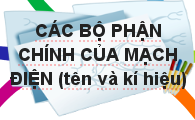 CÁC BỘ PHẬN
CHÍNH CỦA MẠCH
ĐIỆN (tên và kí hiệu)